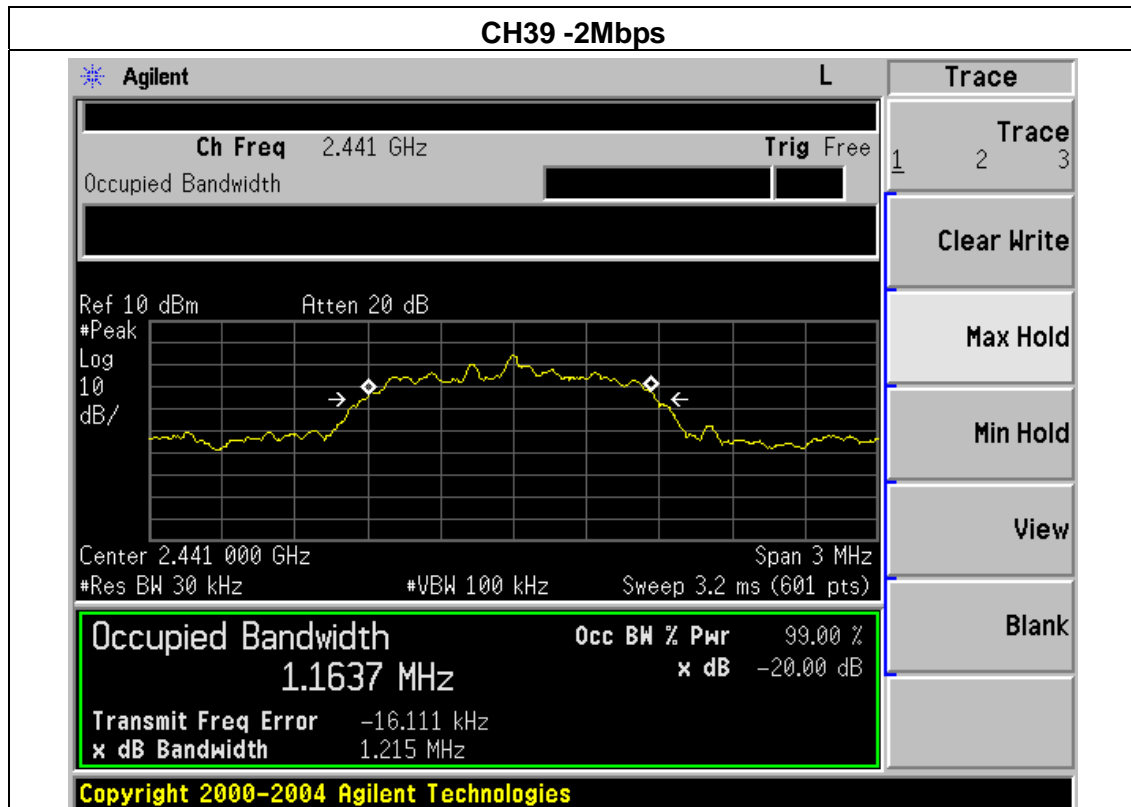 CH39 -2Mbps
Agilent L Trace
Ch Freq 2.441 GHz Trig Free
Occupied Bandwidth
Trace
1 2 3
Clear Write
Ref 10 dBm Atten 20 dB
#Peak
Log
10
dB/
Max Hold
Min Hold
View
Center 2.441 000 GHz Span 3 MHz
#Res BW 30 kHz #VBW 100 kHz Sweep 3.2 ms (601 pts)
Blank
Occupied Bandwidth Occ BW % Pwr 99.00 %
1.1637 MHz x dB -20.00 dB
Transmit Freq Error -16.111 kHz
x dB Bandwidth 1.215 MHz
Copyright 2000-2004 Agilent Technologies